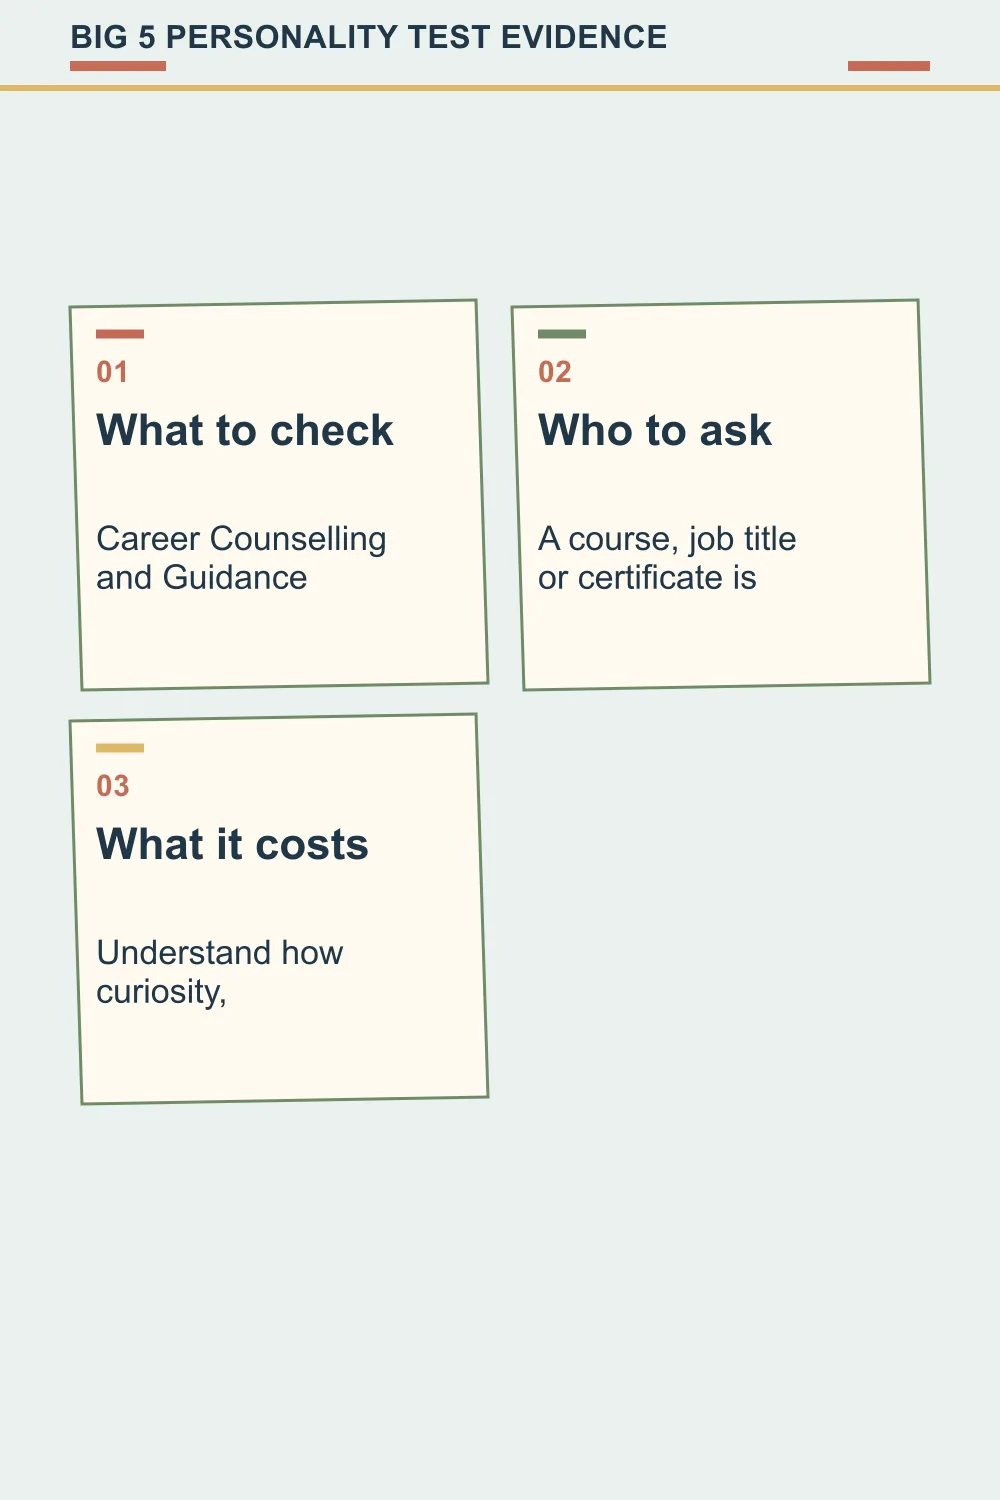 BIG 5 PERSONALITY TEST EVIDENCE
01
What to check
Career Counselling
and Guidance
02
Who to ask
A course, job title
or certificate is
03
What it costs
Understand how
curiosity,